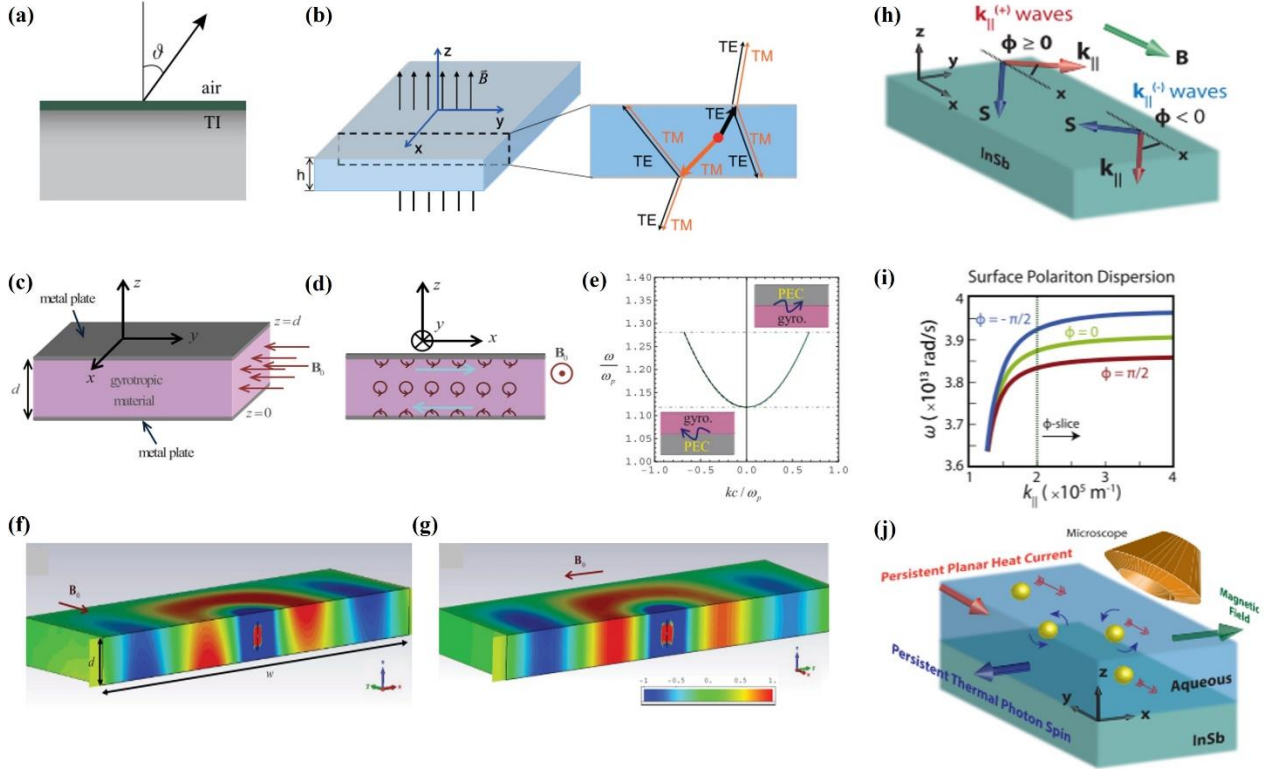 (a)
ϑ
air
TI
(b)
z
B
y
x
h
TE
TM
TE
TM
TE
TM
TM
TE
TM
TE
TM
(h)
k||(+) waves
ϕ ≥ 0
k||
B
z
y
x
x
S
k||(-) waves
ϕ < 0
S
x
InSb
k||
(c)
z
metal plate
y
z=d
x
d
gyrotropic
material
B₀
z=0
metal plate
(d)
z
y
x
B₀
(e)
1.40
1.35
1.30
1.25
1.20
1.15
1.10
1.05
1.00
ω
ωp
PEC
gyro.
gyro.
PEC
-1.0 -0.5 0.0 0.5 1.0
kc / ωp
(i)
Surface Polariton Dispersion
ω (×10¹³ rad/s)
4
3.9
3.8
3.7
3.6
ϕ = - π/2
ϕ = 0
ϕ = π/2
ϕ-slice
1 2 3 4
k|| (×10⁵ m⁻¹)
(f)
B₀
d
w
(g)
B₀
-1 -0.5 0 0.5 1.
(j)
Microscope
Persistent Planar Heat Current
Magnetic
Field
Persistent Thermal Photon Spin
z
y
x
Aqueous
InSb